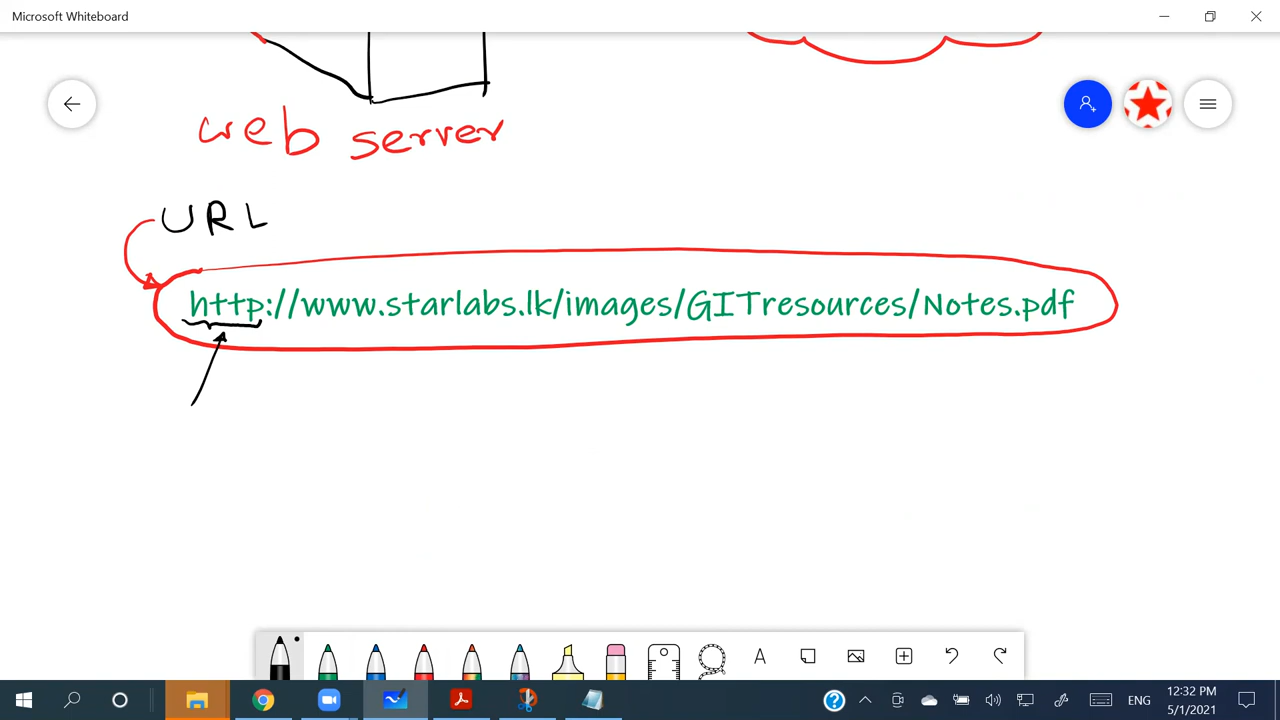 Microsoft Whiteboard
web server
URL
http://www.starlabs.lk/images/GITresources/Notes.pdf
A
ENG
12:32 PM
5/1/2021